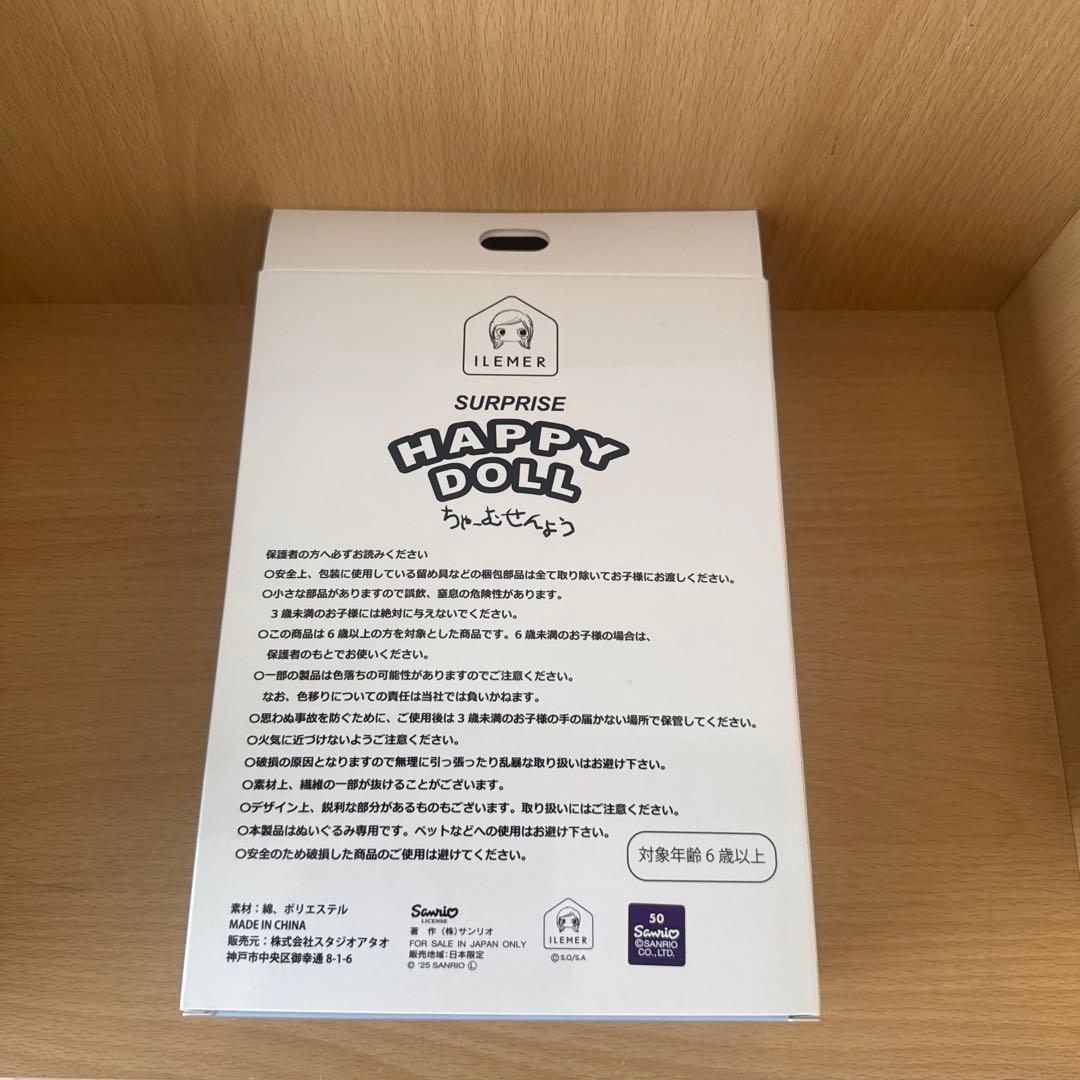 ILEMER
SURPRISE
HAPPY
DOLL
ちゃーむせんよう
保護者の方へ必ずお読みください
○安全上、包装に使用している留め具などの梱包部品は全て取り除いてお子様にお渡しください。
○小さな部品がありますので誤飲、窒息の危険性があります。
3歳未満のお子様には絶対に与えないでください。
○この商品は6歳以上の方を対象とした商品です。6歳未満のお子様の場合は、
保護者のもとでお使いください。
○一部の製品は色落ちの可能性がありますのでご注意ください。
なお、色移りについての責任は当社では負いかねます。
○思わぬ事故を防ぐために、ご使用後は3歳未満のお子様の手の届かない場所で保管してください。
○火気に近づけないようご注意ください。
○破損の原因となりますので無理に引っ張ったり乱暴な取り扱いはお避け下さい。
○素材上、繊維の一部が抜けることがございます。
○デザイン上、鋭利な部分があるものもございます。取り扱いにはご注意ください。
○本製品はぬいぐるみ専用です。ペットなどへの使用はお避け下さい。
○安全のため破損した商品のご使用は避けてください。
対象年齢6歳以上
素材：綿、ポリエステル
MADE IN CHINA
販売元：株式会社スタジオアタオ
神戸市中央区御幸通 8-1-6
Sanrio
LICENSE
著 作 (株)サンリオ
FOR SALE IN JAPAN ONLY
販売地域:日本限定
© '25 SANRIO Ⓛ
ILEMER
©S.O/S.A
50
Sanrio
©SANRIO
CO.,LTD.